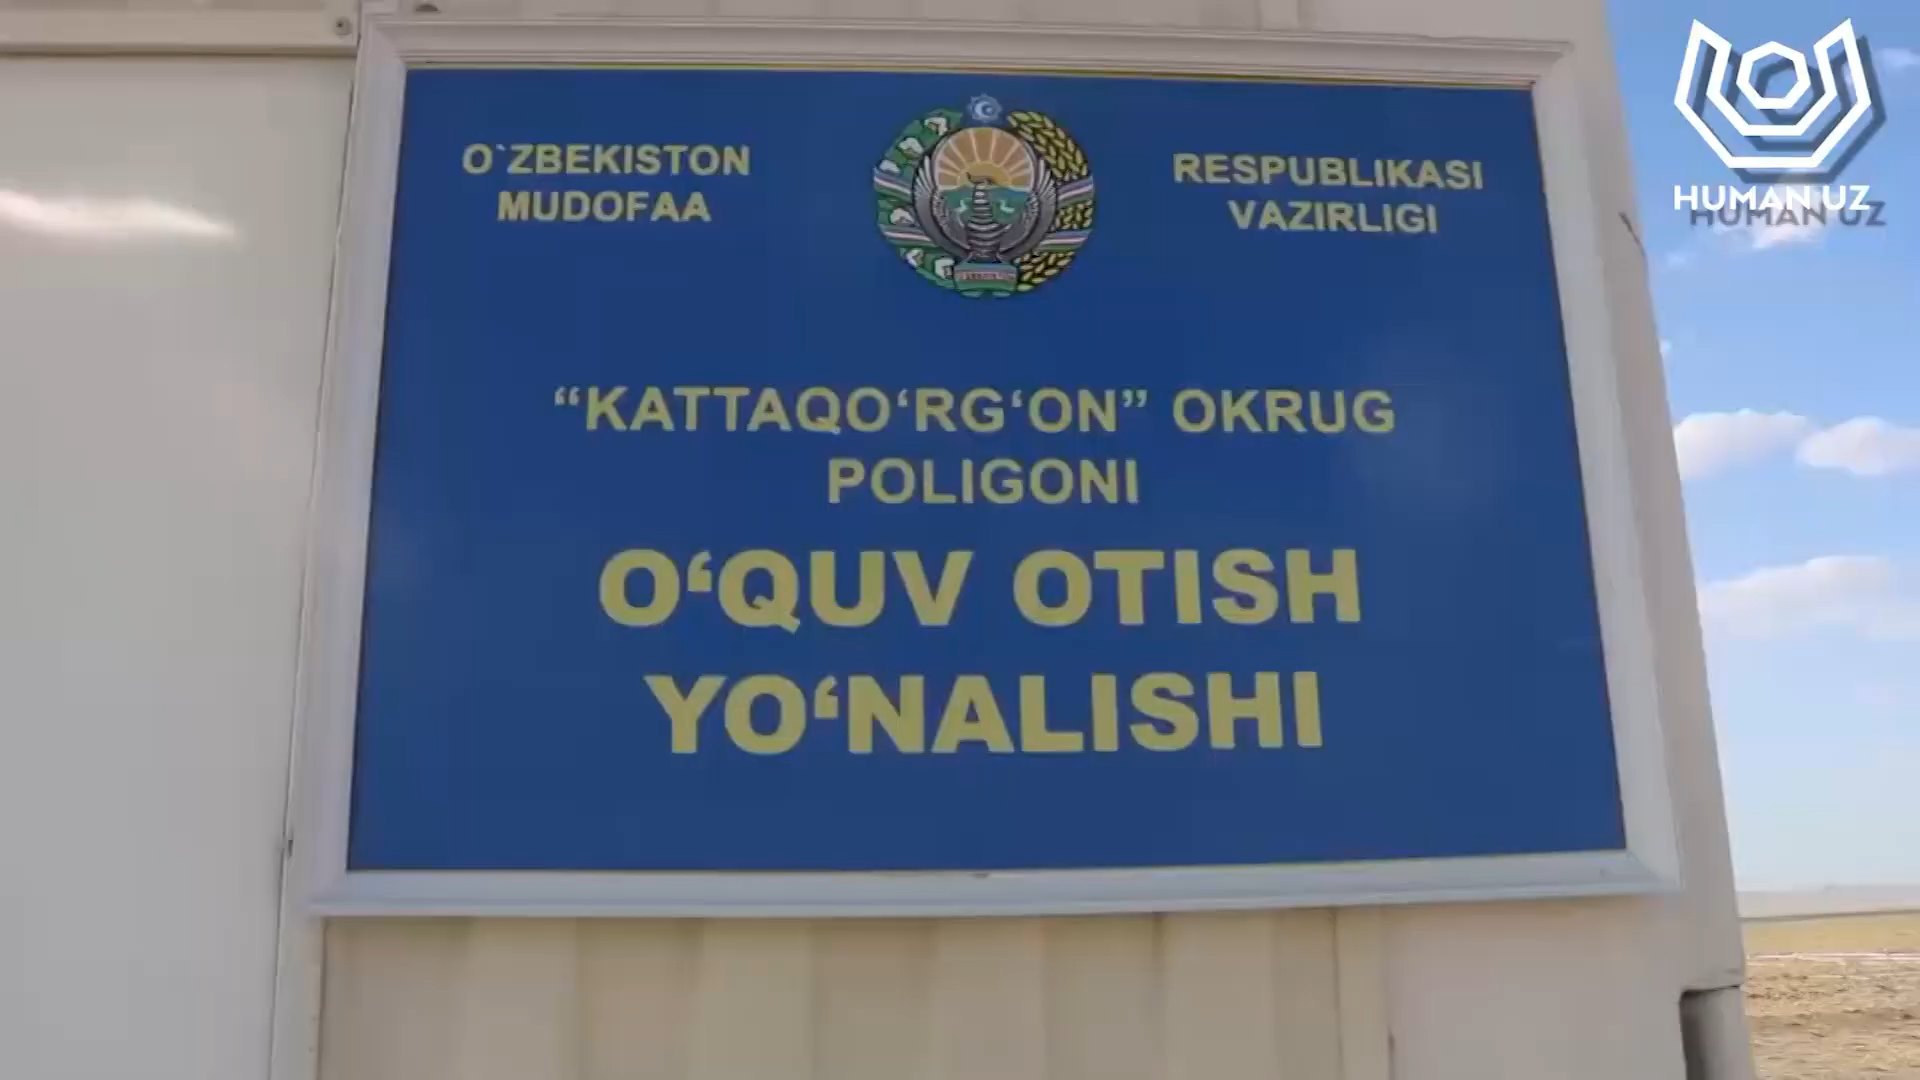 O`ZBEKISTON RESPUBLIKASI
MUDOFAA VAZIRLIGI
“KATTAQO‘RG‘ON” OKRUG
POLIGONI
O‘QUV OTISH
YO‘NALISHI
HUMAN UZ